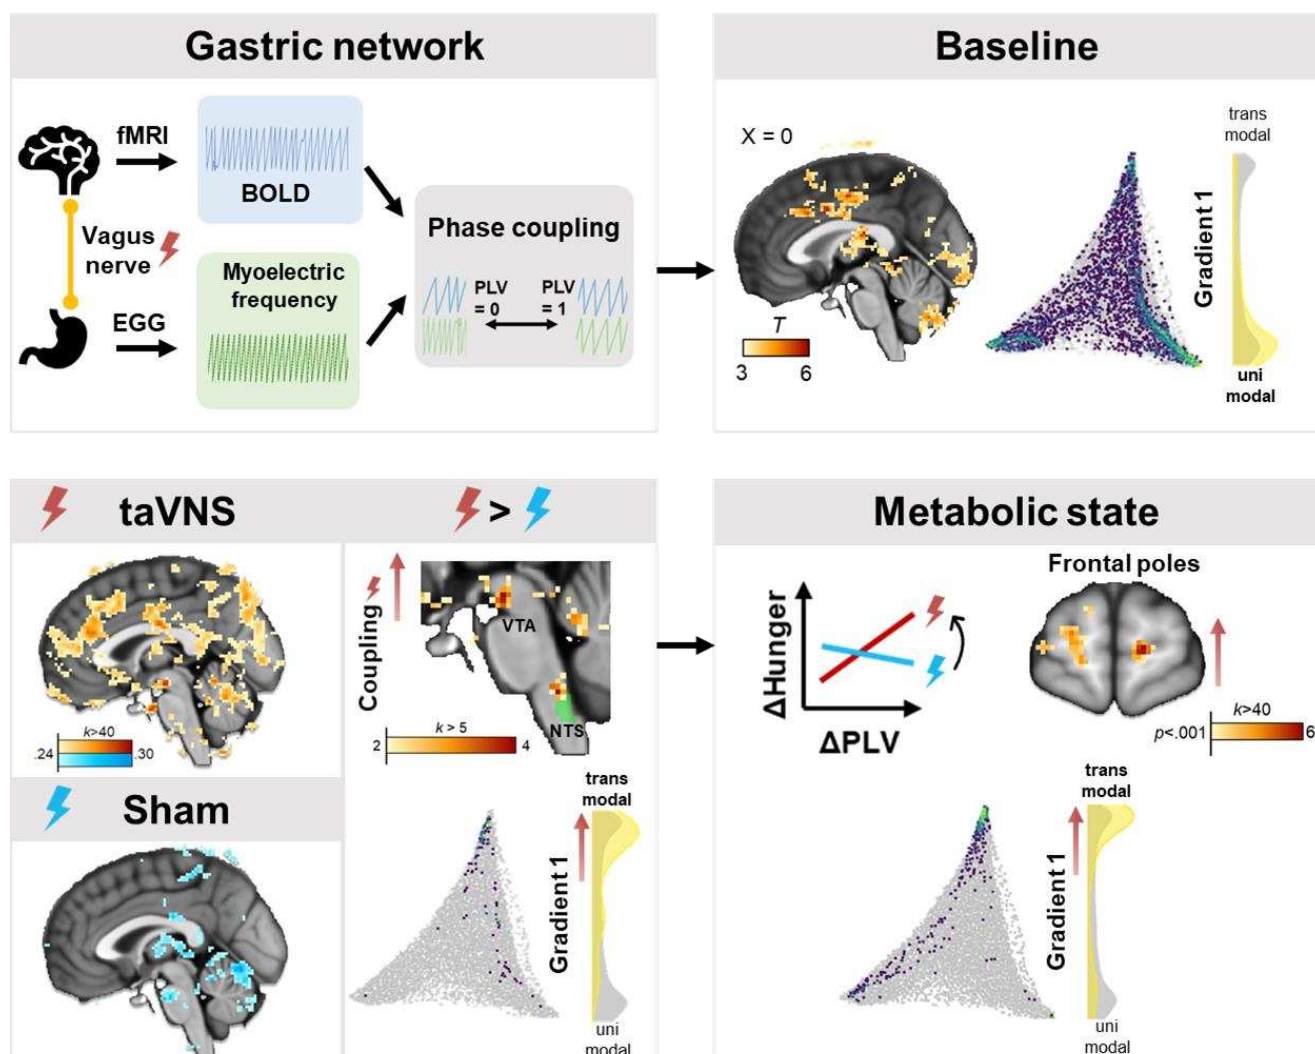 Gastric network
fMRI
BOLD
Vagus
nerve
Myoelectric
frequency
EGG
Phase coupling
PLV
= 0
PLV
= 1
Baseline
X = 0
T
3
6
trans
modal
Gradient 1
uni
modal
taVNS
>
k>40
.24
.30
Sham
Coupling
VTA
NTS
k > 5
2
4
trans
modal
Gradient 1
uni
modal
Metabolic state
ΔHunger
ΔPLV
Frontal poles
k>40
p<.001
6
trans
modal
Gradient 1
uni
modal